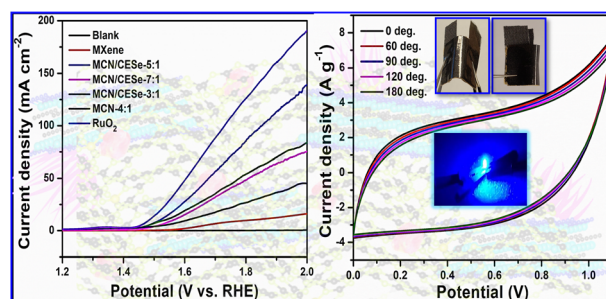 Current density (mA cm⁻²)
200
150
100
50
0
Blank
MXene
MCN/CESe-5:1
MCN/CESe-7:1
MCN/CESe-3:1
MCN-4:1
RuO₂
1.2
1.4
1.6
1.8
2.0
Potential (V vs. RHE)
Current density (A g⁻¹)
8
6
4
2
0
-2
-4
0 deg.
60 deg.
90 deg.
120 deg.
180 deg.
0.0
0.2
0.4
0.6
0.8
1.0
Potential (V)